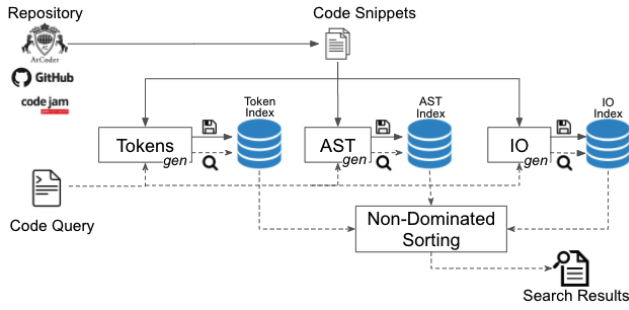 Repository
Code Snippets
AtCoder
GitHub
code jam
Token
Index
AST
Index
IO
Index
Tokens
gen
AST
gen
IO
gen
Code Query
Non-Dominated
Sorting
Search Results